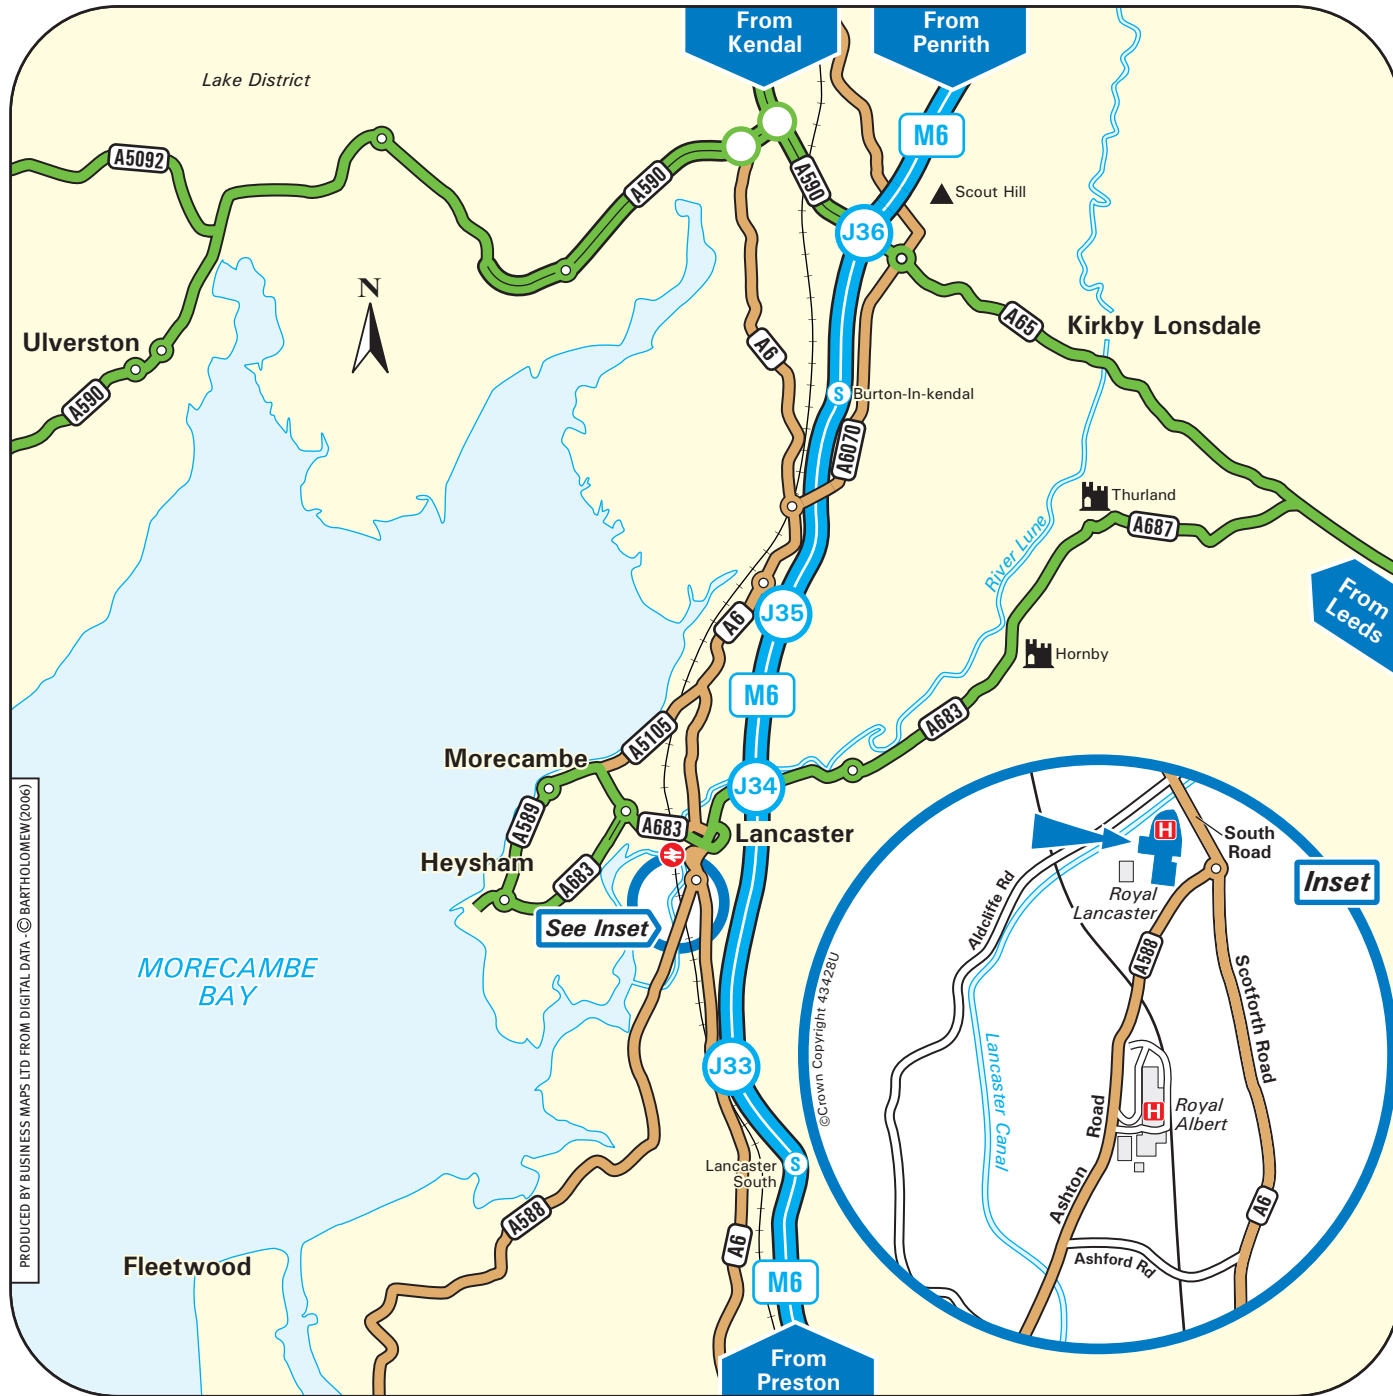 From
Kendal
From
Penrith
Lake District
M6
A5092
A590
A590
Scout Hill
J36
N
Ulverston
A65
Kirkby Lonsdale
A6
A590
S
Burton-In-kendal
A6070
Thurland
A687
River Lune
From
Leeds
J35
A6
Hornby
M6
A683
A5105
Morecambe
J34
A589
A683
Lancaster
Heysham
A683
See Inset
MORECAMBE
BAY
J33
Lancaster
South
S
A588
A6
Fleetwood
M6
From
Preston
Inset
H
South
Road
Royal
Lancaster
Aldcliffe Rd
A588
Scotforth Road
Lancaster Canal
H
Royal
Albert
Ashton Road
A6
Ashford Rd
©Crown Copyright 43428U
PRODUCED BY BUSINESS MAPS LTD FROM DIGITAL DATA - © BARTHOLOMEW(2006)